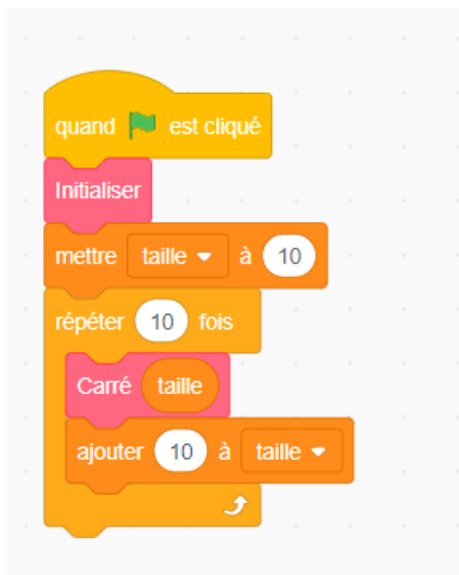 quand est cliqué
Initialiser
mettre taille à 10
répéter 10 fois
Carré taille
ajouter 10 à taille